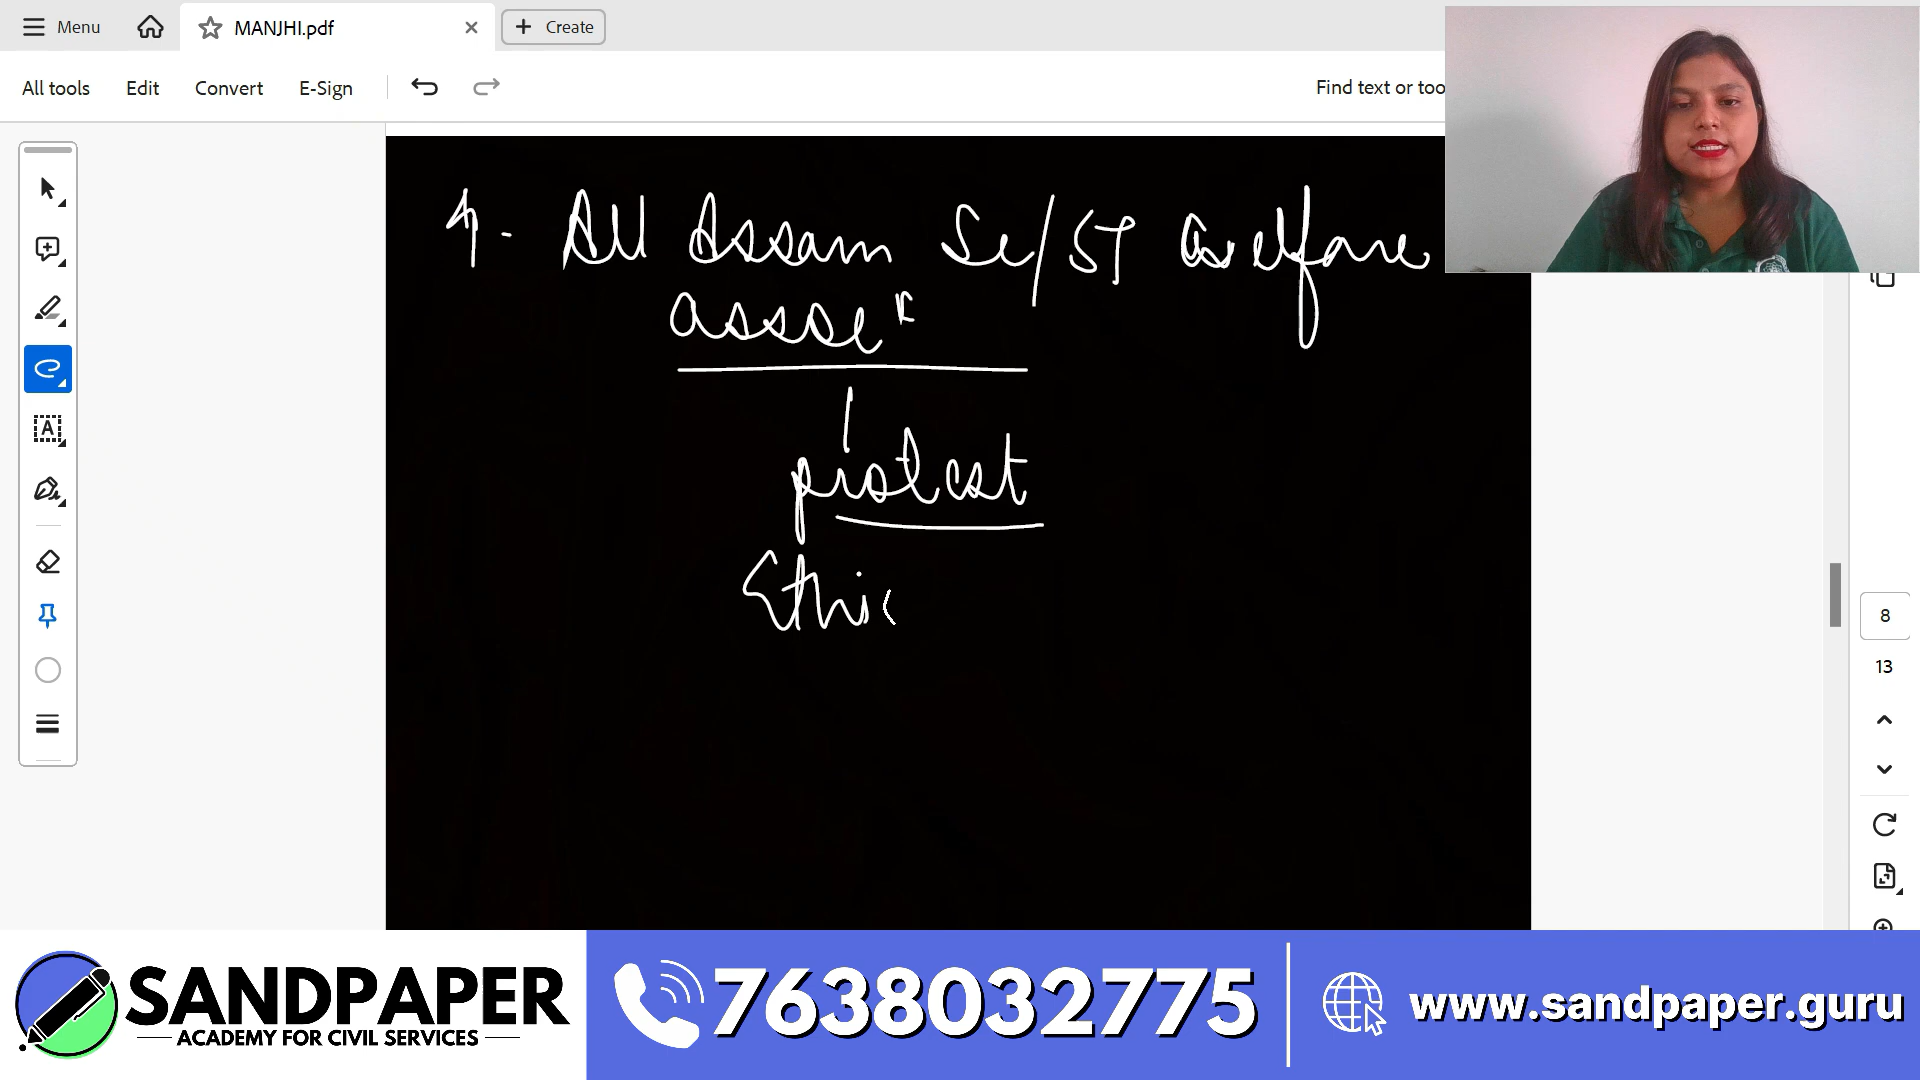 Menu
MANJHI.pdf
Create
All tools Edit Convert E-Sign
Find text or too
4. All Assam Sc/ST welfare
assoc
protest
Ethic
8
13
SANDPAPER
ACADEMY FOR CIVIL SERVICES
7638032775
www.sandpaper.guru